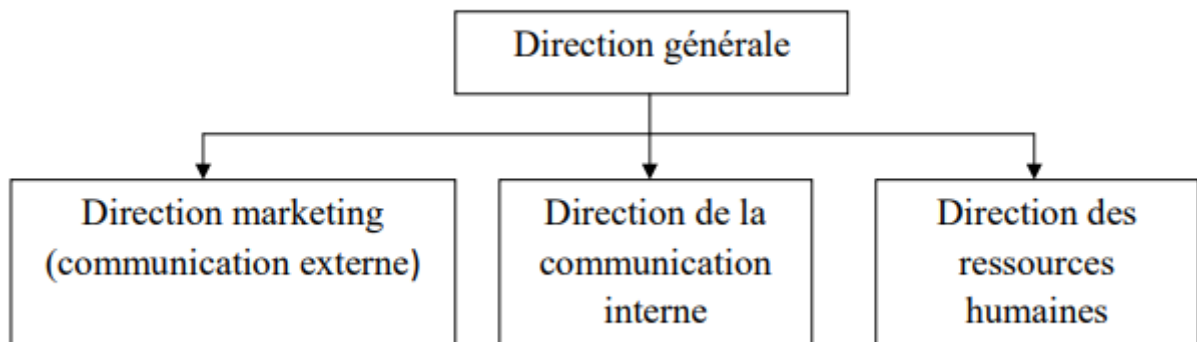 Direction générale
Direction marketing
(communication externe)
Direction de la
communication
interne
Direction des
ressources
humaines